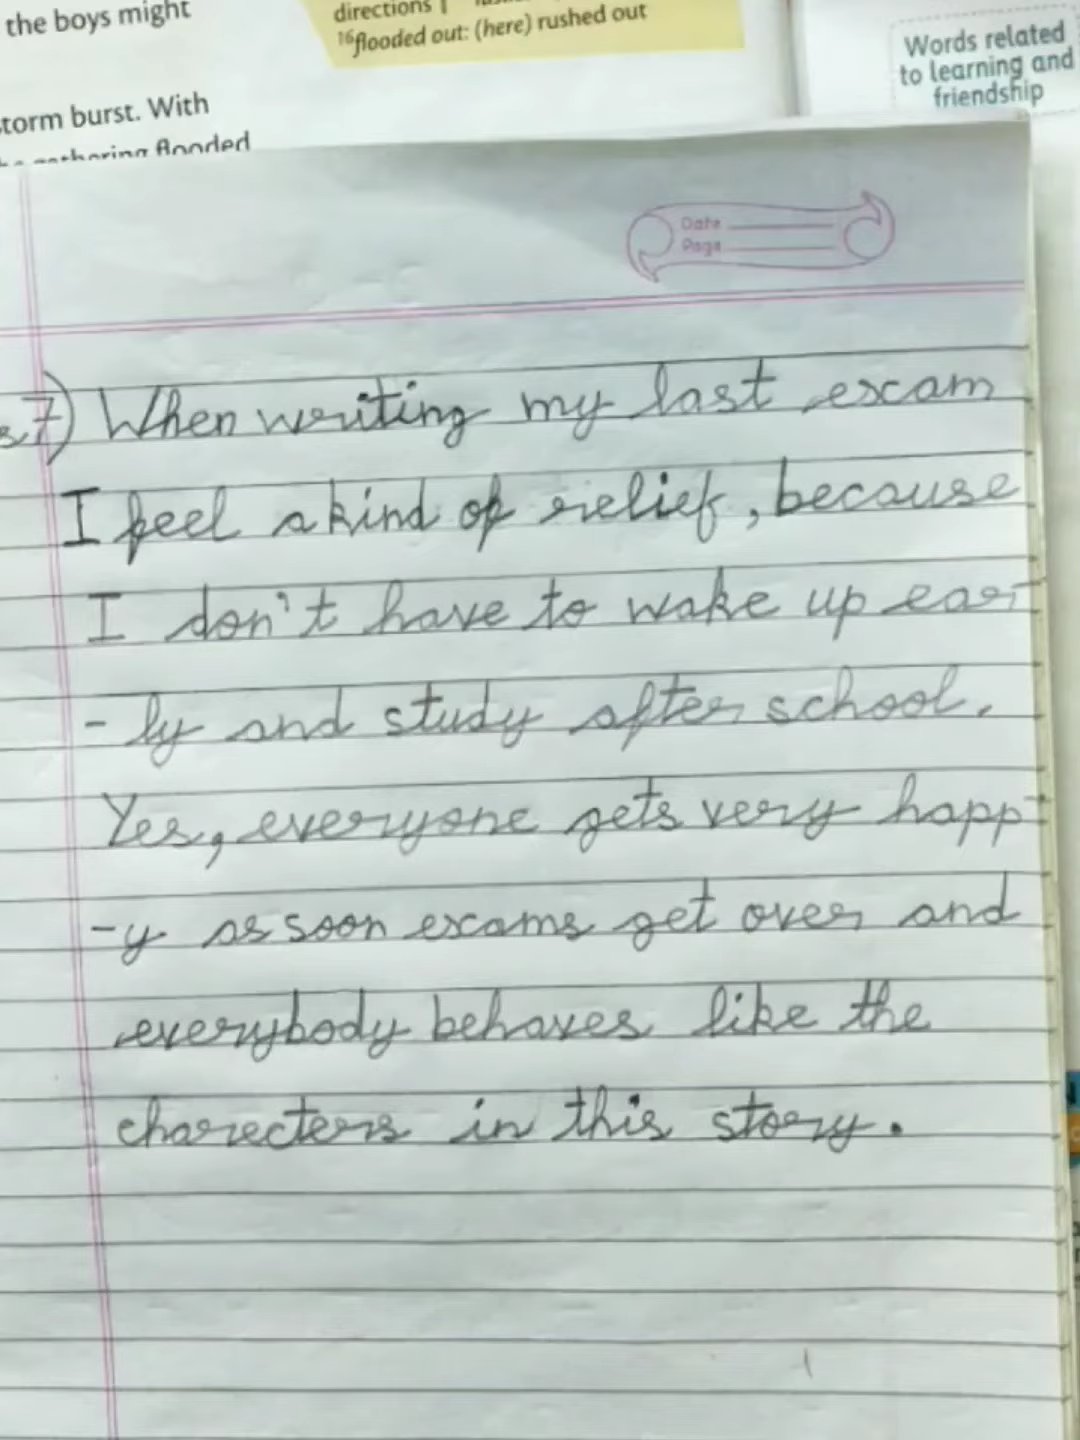 the boys might
directions
16flooded out: (here) rushed out
Words related
to learning and
friendship
storm burst. With
gathering flooded
Date
Page
s7) When writing my last exam
I feel a kind of relief, because
I don't have to wake up ear-
- ly and study after school.
Yes, everyone gets very happ-
-y as soon exams get over and
everybody behaves like the
charecters in this story.